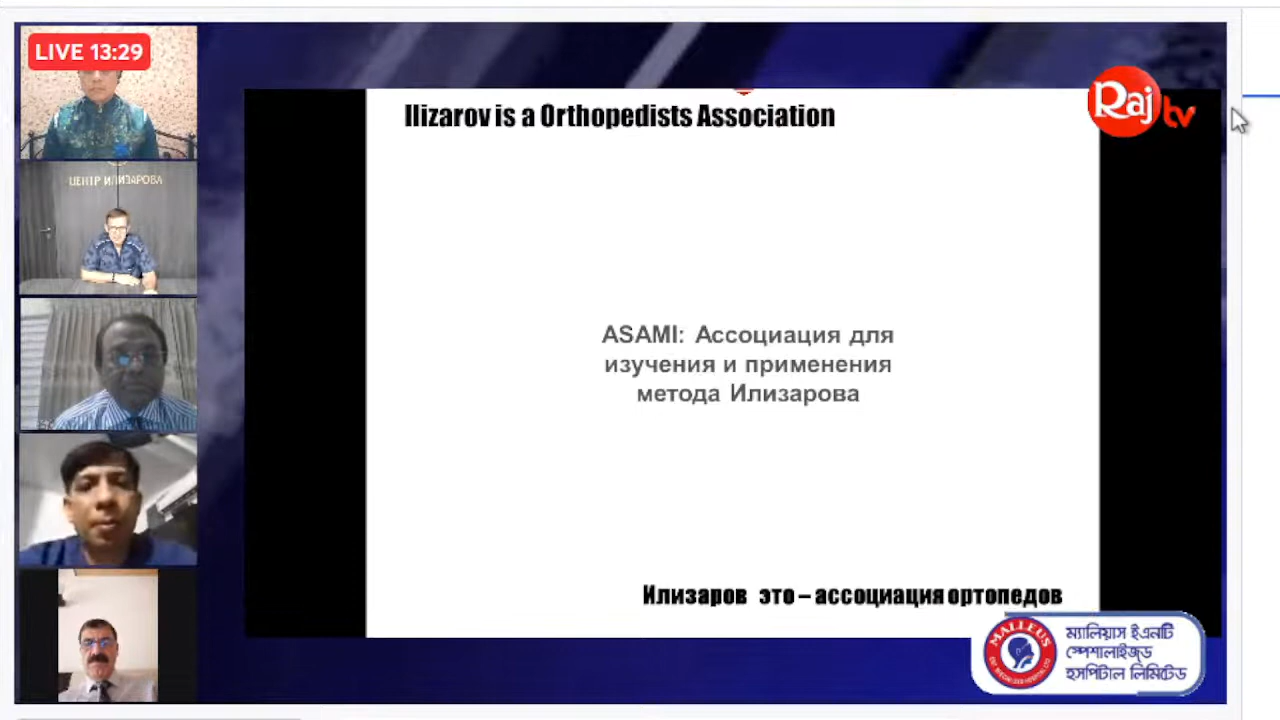 LIVE 13:29
ЦЕНТР ИЛИЗАРОВА
Ilizarov is a Orthopedists Association
Raj tv
ASAMI: Ассоциация для
изучения и применения
метода Илизарова
Илизаров это – ассоциация ортопедов
MALLEUS
ম্যালিয়াস ইএনটি
স্পেশালাইজ্ড
হসপিটাল লিমিটেড